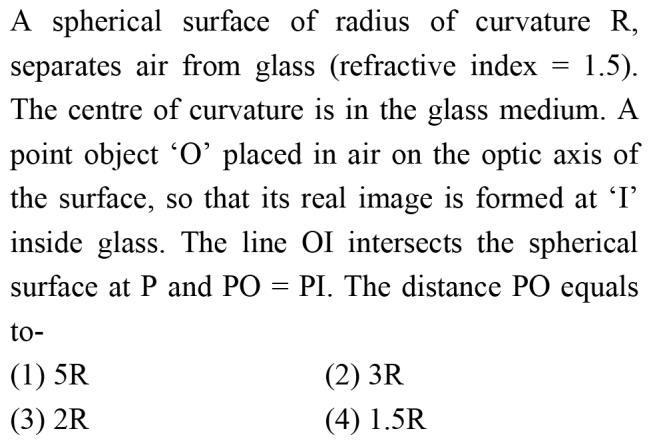 A spherical surface of radius of curvature R,
separates air from glass (refractive index = 1.5).
The centre of curvature is in the glass medium. A
point object ‘O’ placed in air on the optic axis of
the surface, so that its real image is formed at ‘I’
inside glass. The line OI intersects the spherical
surface at P and PO = PI. The distance PO equals
to-
(1) 5R (2) 3R
(3) 2R (4) 1.5R